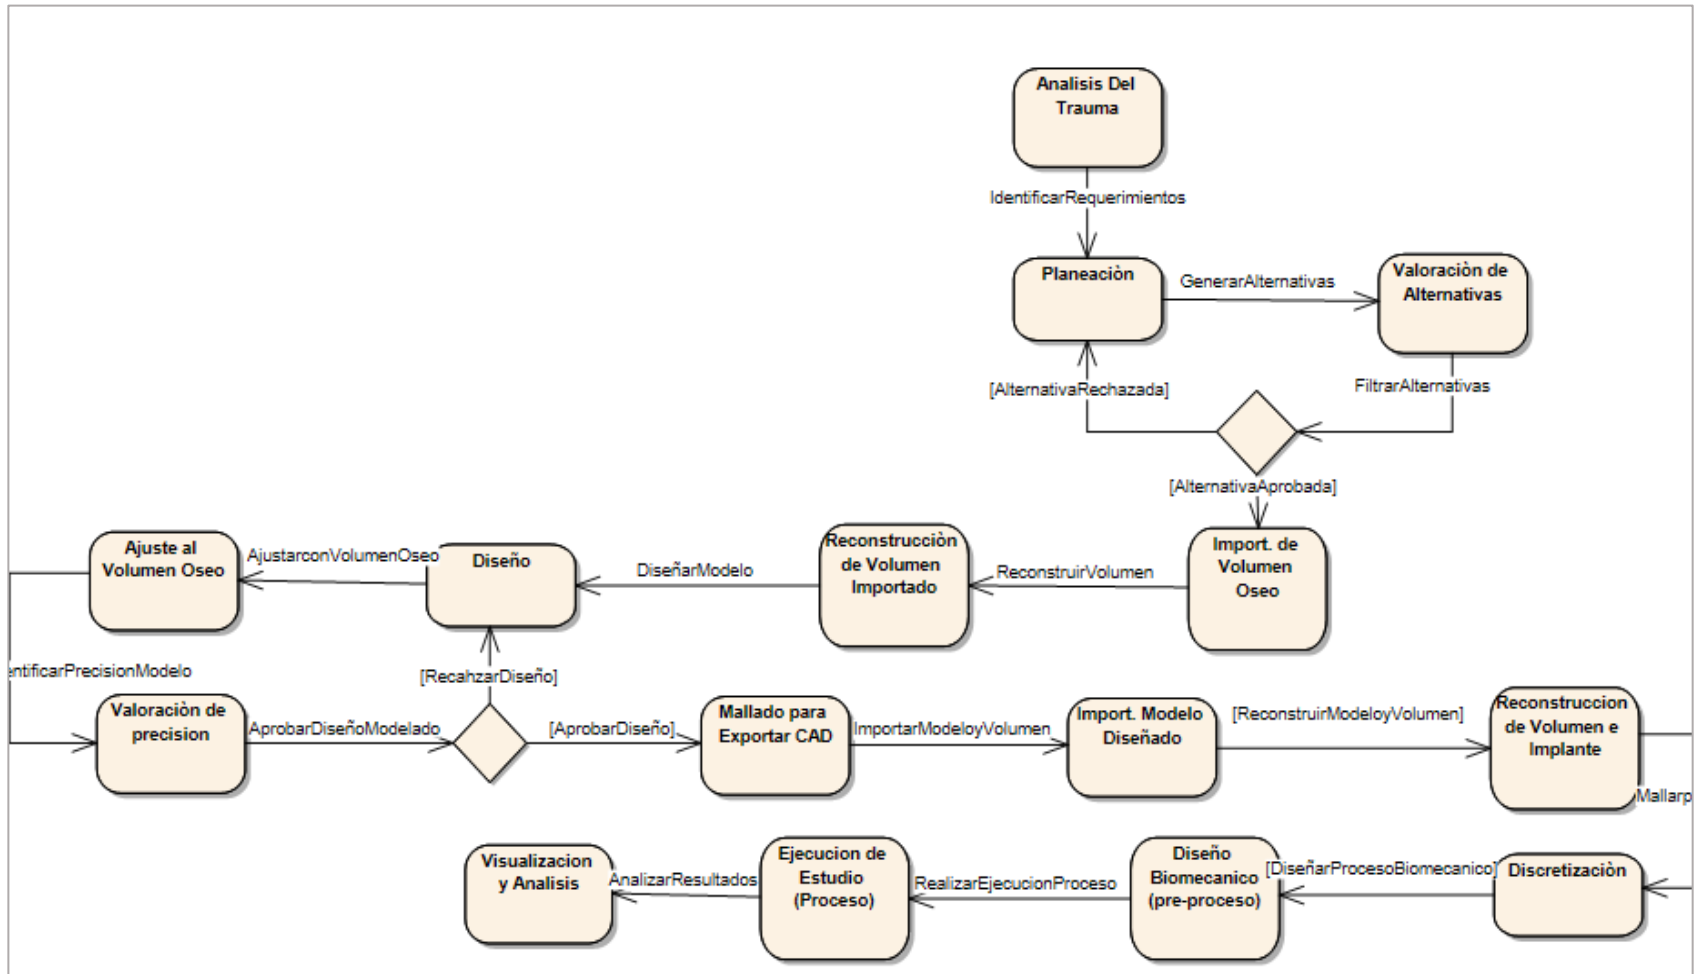 Analisis Del
Trauma
IdentificarRequerimientos
Planeaciòn
GenerarAlternativas
Valoraciòn de
Alternativas
[AlternativaRechazada]
FiltrarAlternativas
[AlternativaAprobada]
Ajuste al
Volumen Oseo
AjustarconVolumenOseo
Diseño
DiseñarModelo
Reconstrucciòn
de Volumen
Importado
ReconstruirVolumen
Import. de
Volumen
Oseo
entificarPrecisionModelo
[RecahzarDiseño]
Valoraciòn de
precision
AprobarDiseñoModelado
[AprobarDiseño]
Mallado para
Exportar CAD
ImportarModeloyVolumen
Import. Modelo
Diseñado
[ReconstruirModeloyVolumen]
Reconstruccion
de Volumen e
Implante
Mallarp
Visualizacion
y Analisis
AnalizarResultados
Ejecucion de
Estudio
(Proceso)
RealizarEjecucionProceso
Diseño
Biomecanico
(pre-proceso)
[DiseñarProcesoBiomecanico]
Discretizaciòn